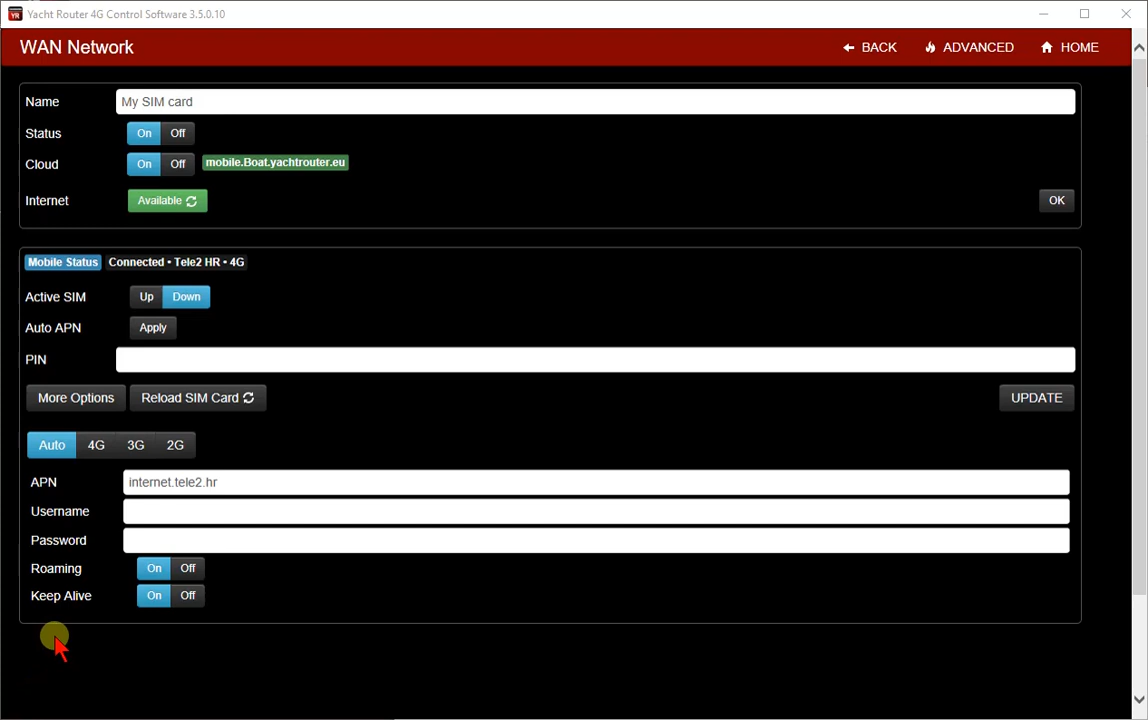 YR Yacht Router 4G Control Software 3.5.0.10
WAN Network BACK ADVANCED HOME
Name My SIM card
Status On Off
Cloud On Off mobile.Boat.yachtrouter.eu
Internet Available OK
Mobile Status Connected • Tele2 HR • 4G
Active SIM Up Down
Auto APN Apply
PIN
More Options Reload SIM Card UPDATE
Auto 4G 3G 2G
APN internet.tele2.hr
Username
Password
Roaming On Off
Keep Alive On Off